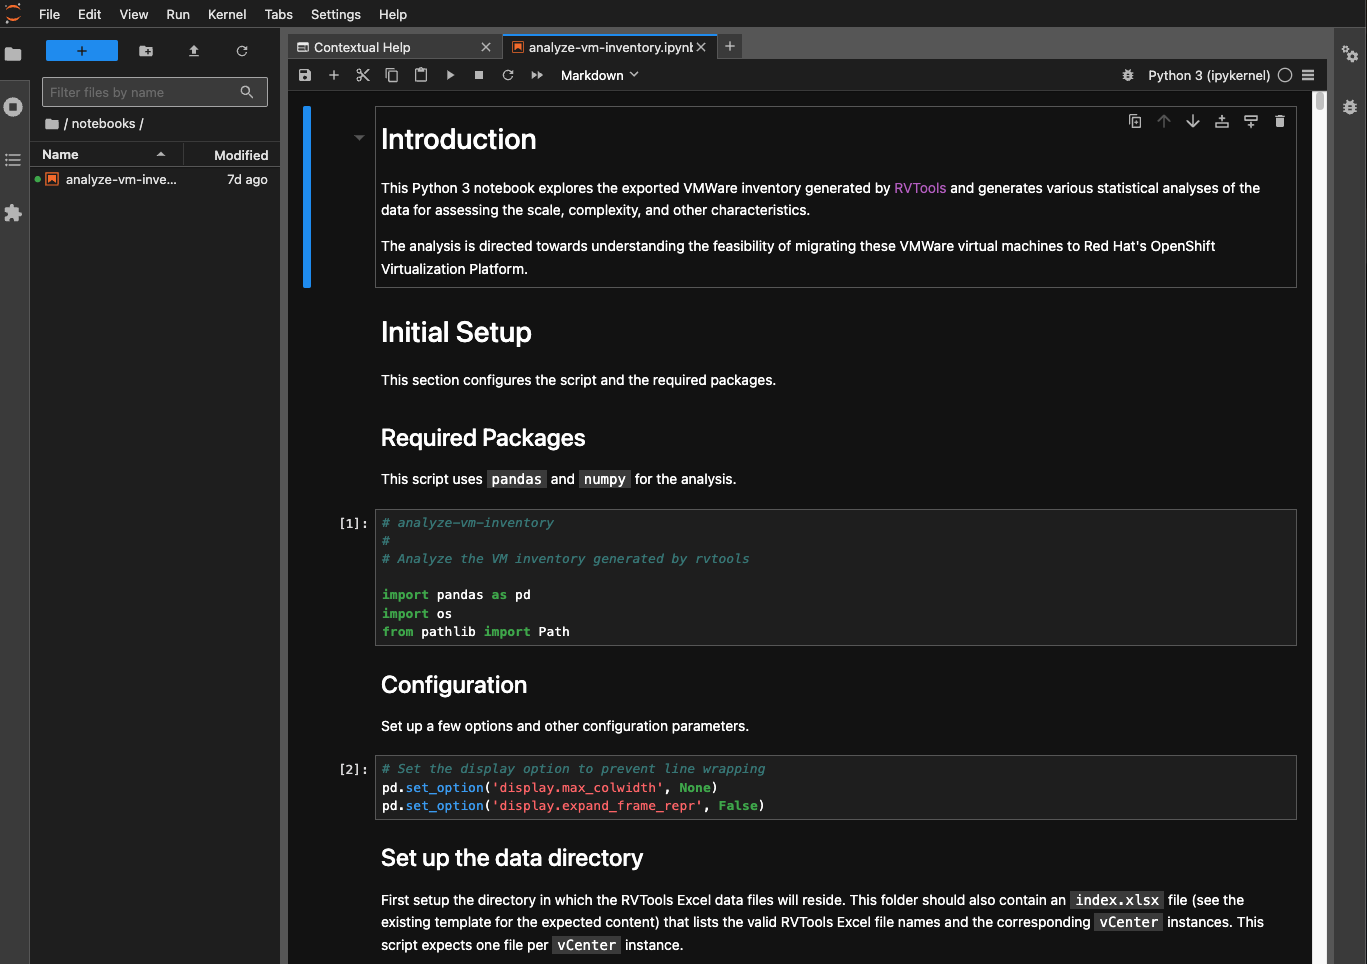 File Edit View Run Kernel Tabs Settings Help
+
Filter files by name
/ notebooks /
Name Modified
analyze-vm-inve... 7d ago
Contextual Help
analyze-vm-inventory.ipynb
Markdown
Python 3 (ipykernel)
Introduction
This Python 3 notebook explores the exported VMWare inventory generated by RVTools and generates various statistical analyses of the
data for assessing the scale, complexity, and other characteristics.
The analysis is directed towards understanding the feasibility of migrating these VMWare virtual machines to Red Hat's OpenShift
Virtualization Platform.
Initial Setup
This section configures the script and the required packages.
Required Packages
This script uses pandas and numpy for the analysis.
[1]:
# analyze-vm-inventory
#
# Analyze the VM inventory generated by rvtools
import pandas as pd
import os
from pathlib import Path
Configuration
Set up a few options and other configuration parameters.
[2]:
# Set the display option to prevent line wrapping
pd.set_option('display.max_colwidth', None)
pd.set_option('display.expand_frame_repr', False)
Set up the data directory
First setup the directory in which the RVTools Excel data files will reside. This folder should also contain an index.xlsx file (see the
existing template for the expected content) that lists the valid RVTools Excel file names and the corresponding vCenter instances. This
script expects one file per vCenter instance.